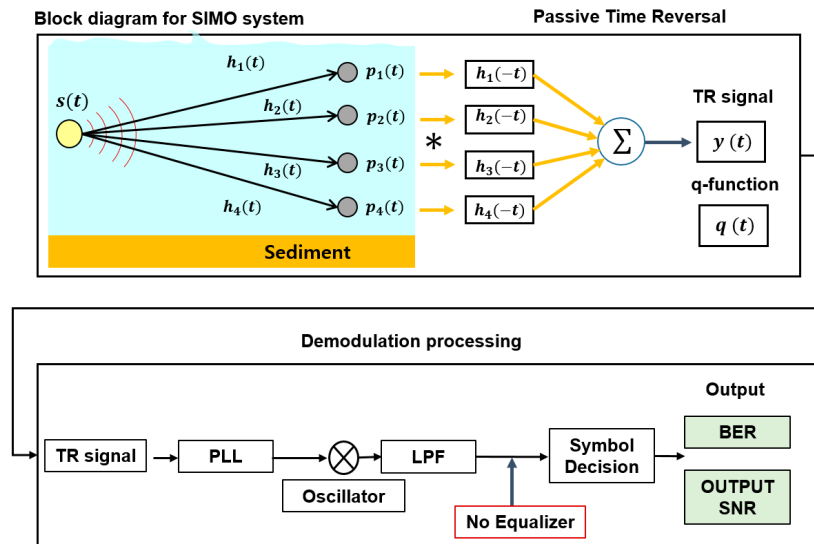 Block diagram for SIMO system
Passive Time Reversal
s(t)
h₁(t)
h₂(t)
h₃(t)
h₄(t)
p₁(t)
p₂(t)
p₃(t)
p₄(t)
*
h₁(−t)
h₂(−t)
h₃(−t)
h₄(−t)
Σ
TR signal
y (t)
q-function
q (t)
Sediment
Demodulation processing
TR signal
PLL
Oscillator
LPF
No Equalizer
Symbol
Decision
Output
BER
OUTPUT
SNR